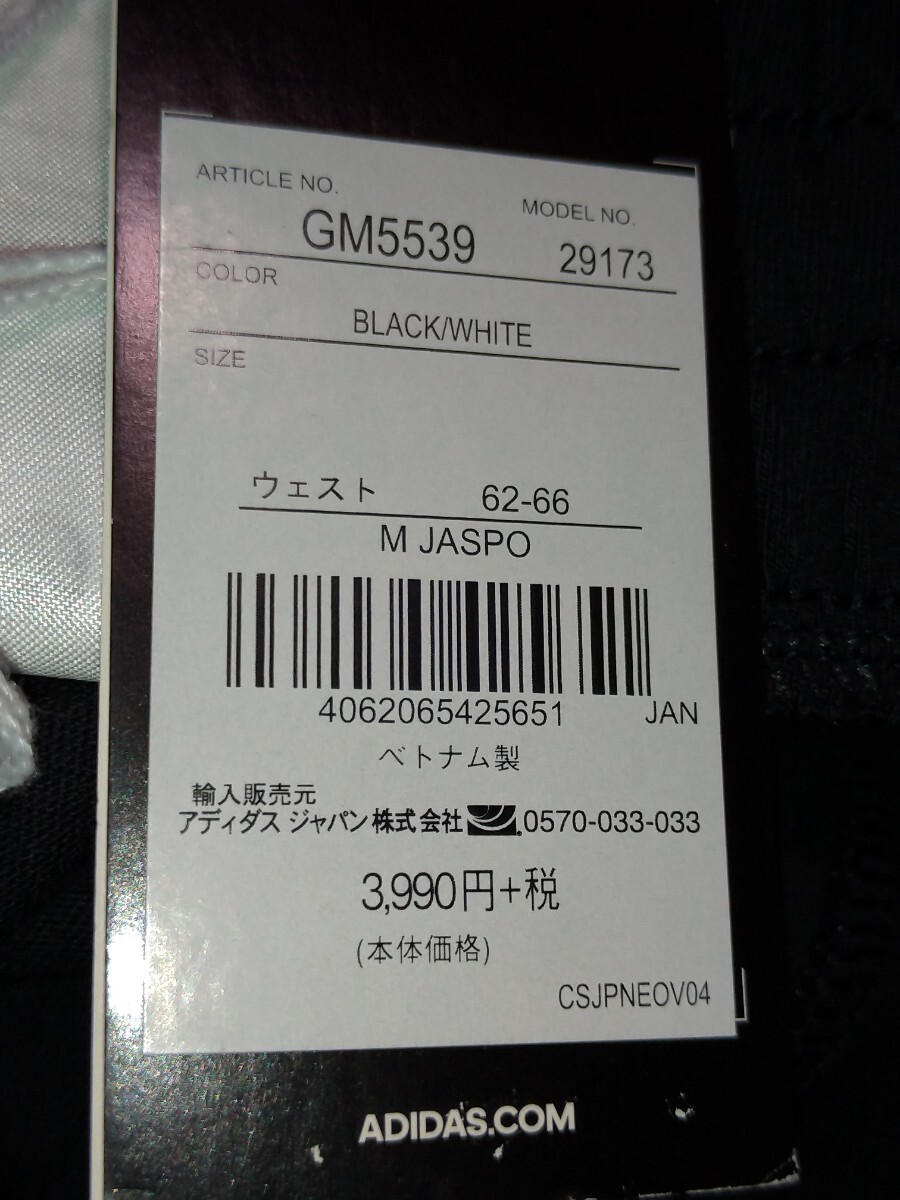 ARTICLE NO.
MODEL NO.
GM5539
29173
COLOR
BLACK/WHITE
SIZE
ウェスト 62-66
M JASPO
4062065425651 JAN
ベトナム製
輸入販売元
アディダス ジャパン株式会社 0570-033-033
3,990円+税
(本体価格)
CSJPNEOV04
ADIDAS.COM